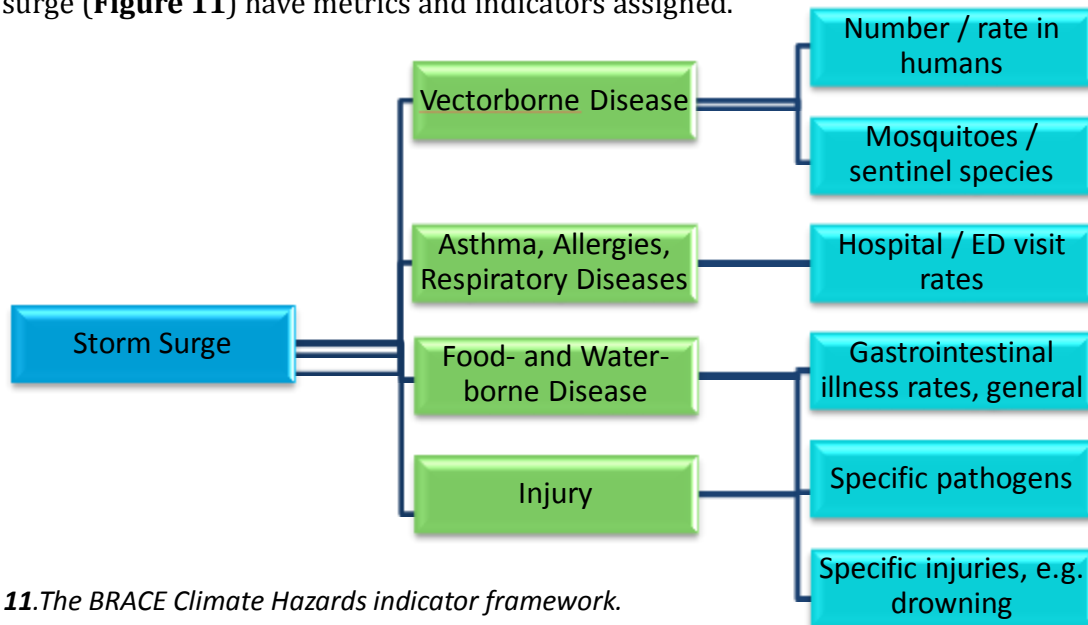 surge (Figure 11) have metrics and indicators assigned.
Number / rate in
humans
Vectorborne Disease
Mosquitoes /
sentinel species
Asthma, Allergies,
Respiratory Diseases
Hospital / ED visit
rates
Storm Surge
Food- and Water-
borne Disease
Gastrointestinal
illness rates, general
Injury
Specific pathogens
Specific injuries, e.g.
drowning
11.The BRACE Climate Hazards indicator framework.